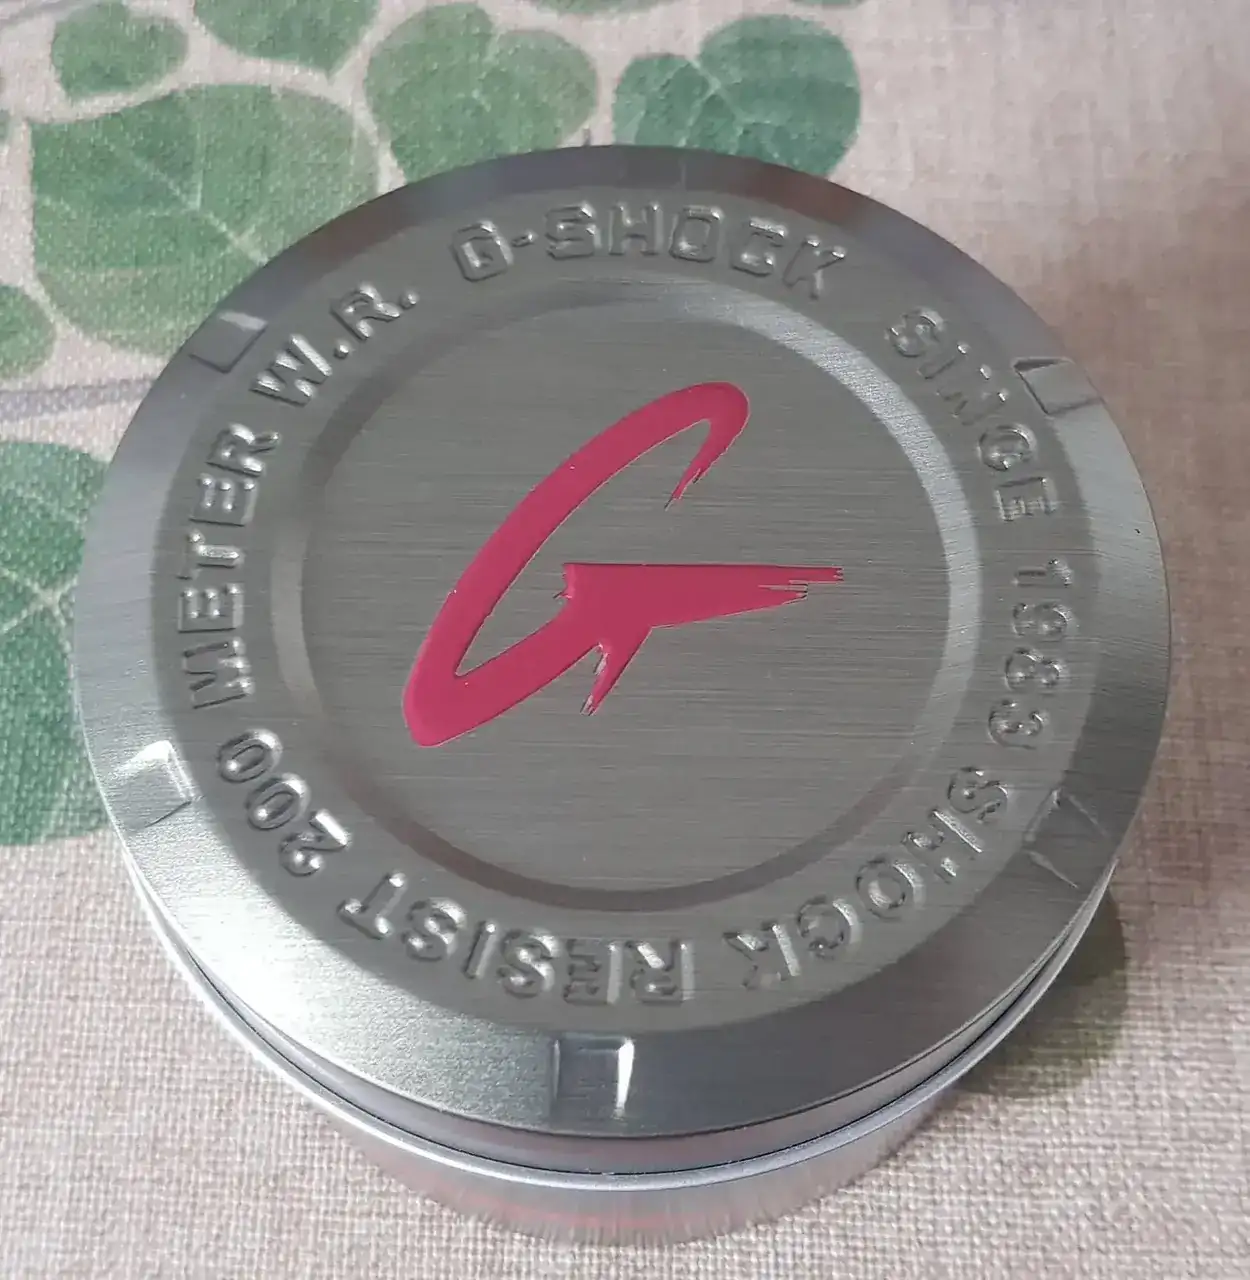 G-SHOCK SINCE 1983 SHOCK RESIST 200 METER W.R.
G